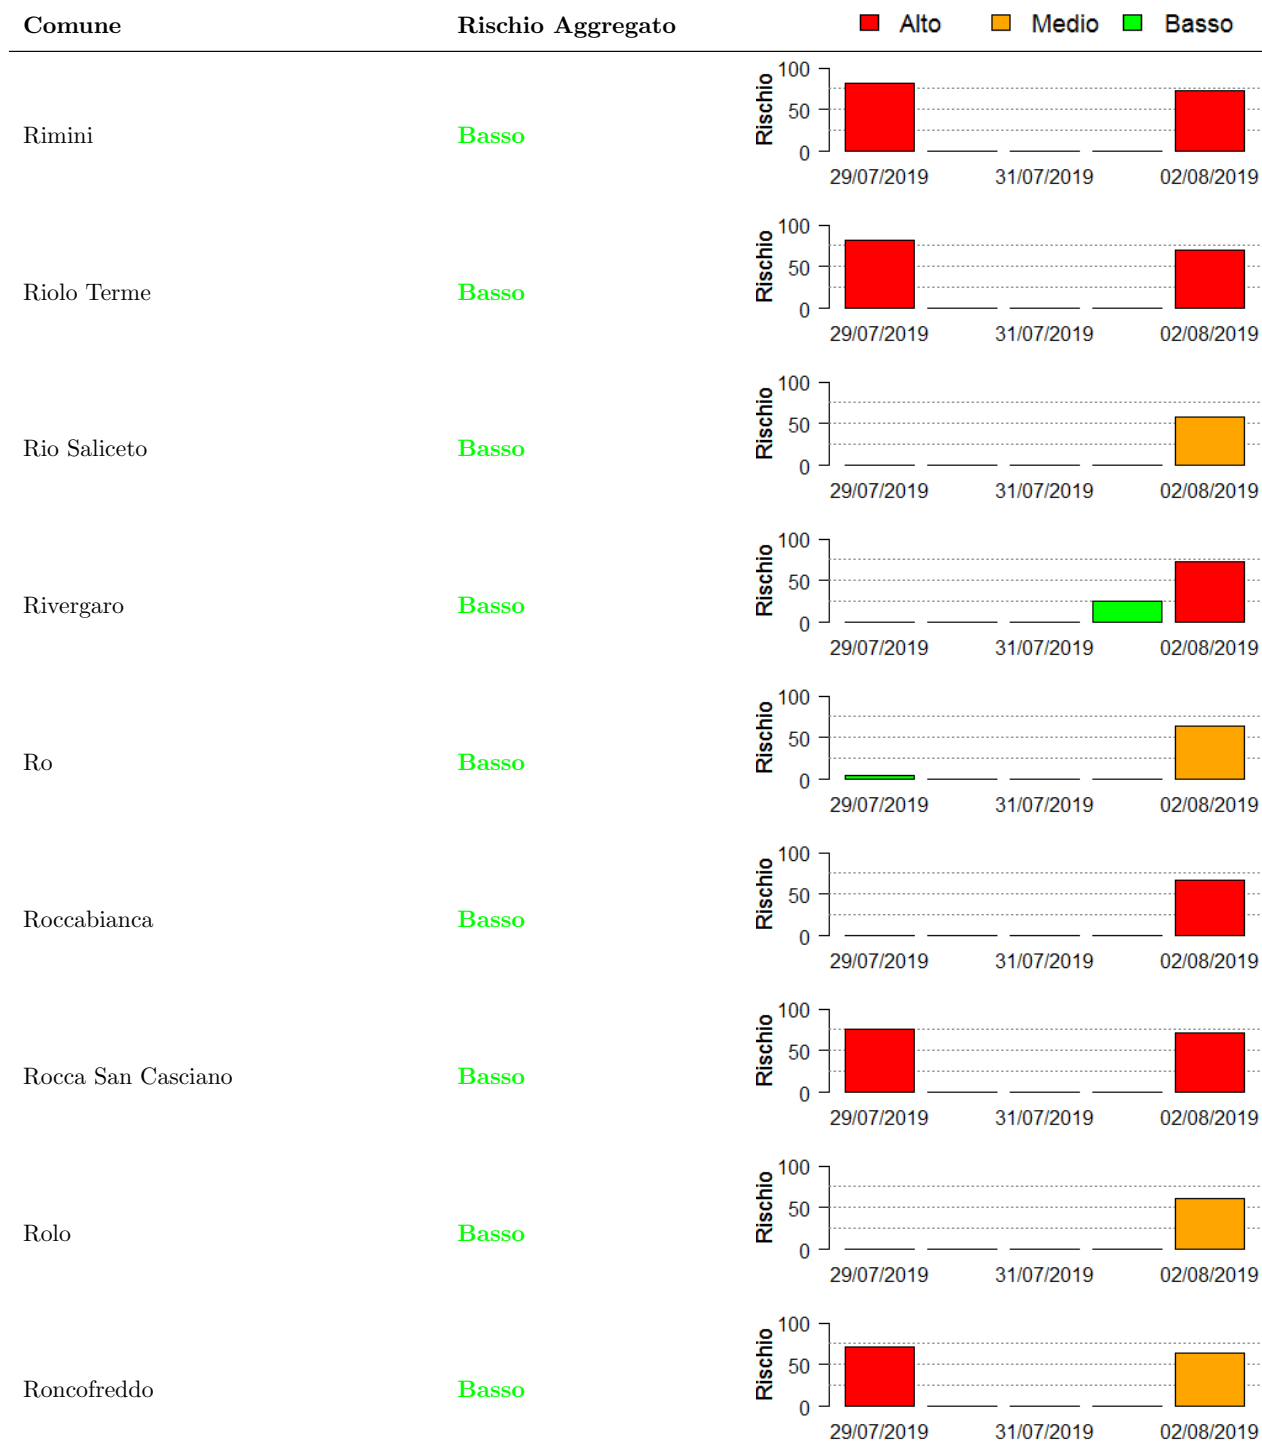 Comune Rischio Aggregato Alto Medio Basso
Rimini Basso Rischio 100 50 0
29/07/2019 31/07/2019 02/08/2019
Riolo Terme Basso Rischio 100 50 0
29/07/2019 31/07/2019 02/08/2019
Rio Saliceto Basso Rischio 100 50 0
29/07/2019 31/07/2019 02/08/2019
Rivergaro Basso Rischio 100 50 0
29/07/2019 31/07/2019 02/08/2019
Ro Basso Rischio 100 50 0
29/07/2019 31/07/2019 02/08/2019
Roccabianca Basso Rischio 100 50 0
29/07/2019 31/07/2019 02/08/2019
Rocca San Casciano Basso Rischio 100 50 0
29/07/2019 31/07/2019 02/08/2019
Rolo Basso Rischio 100 50 0
29/07/2019 31/07/2019 02/08/2019
Roncofreddo Basso Rischio 100 50 0
29/07/2019 31/07/2019 02/08/2019